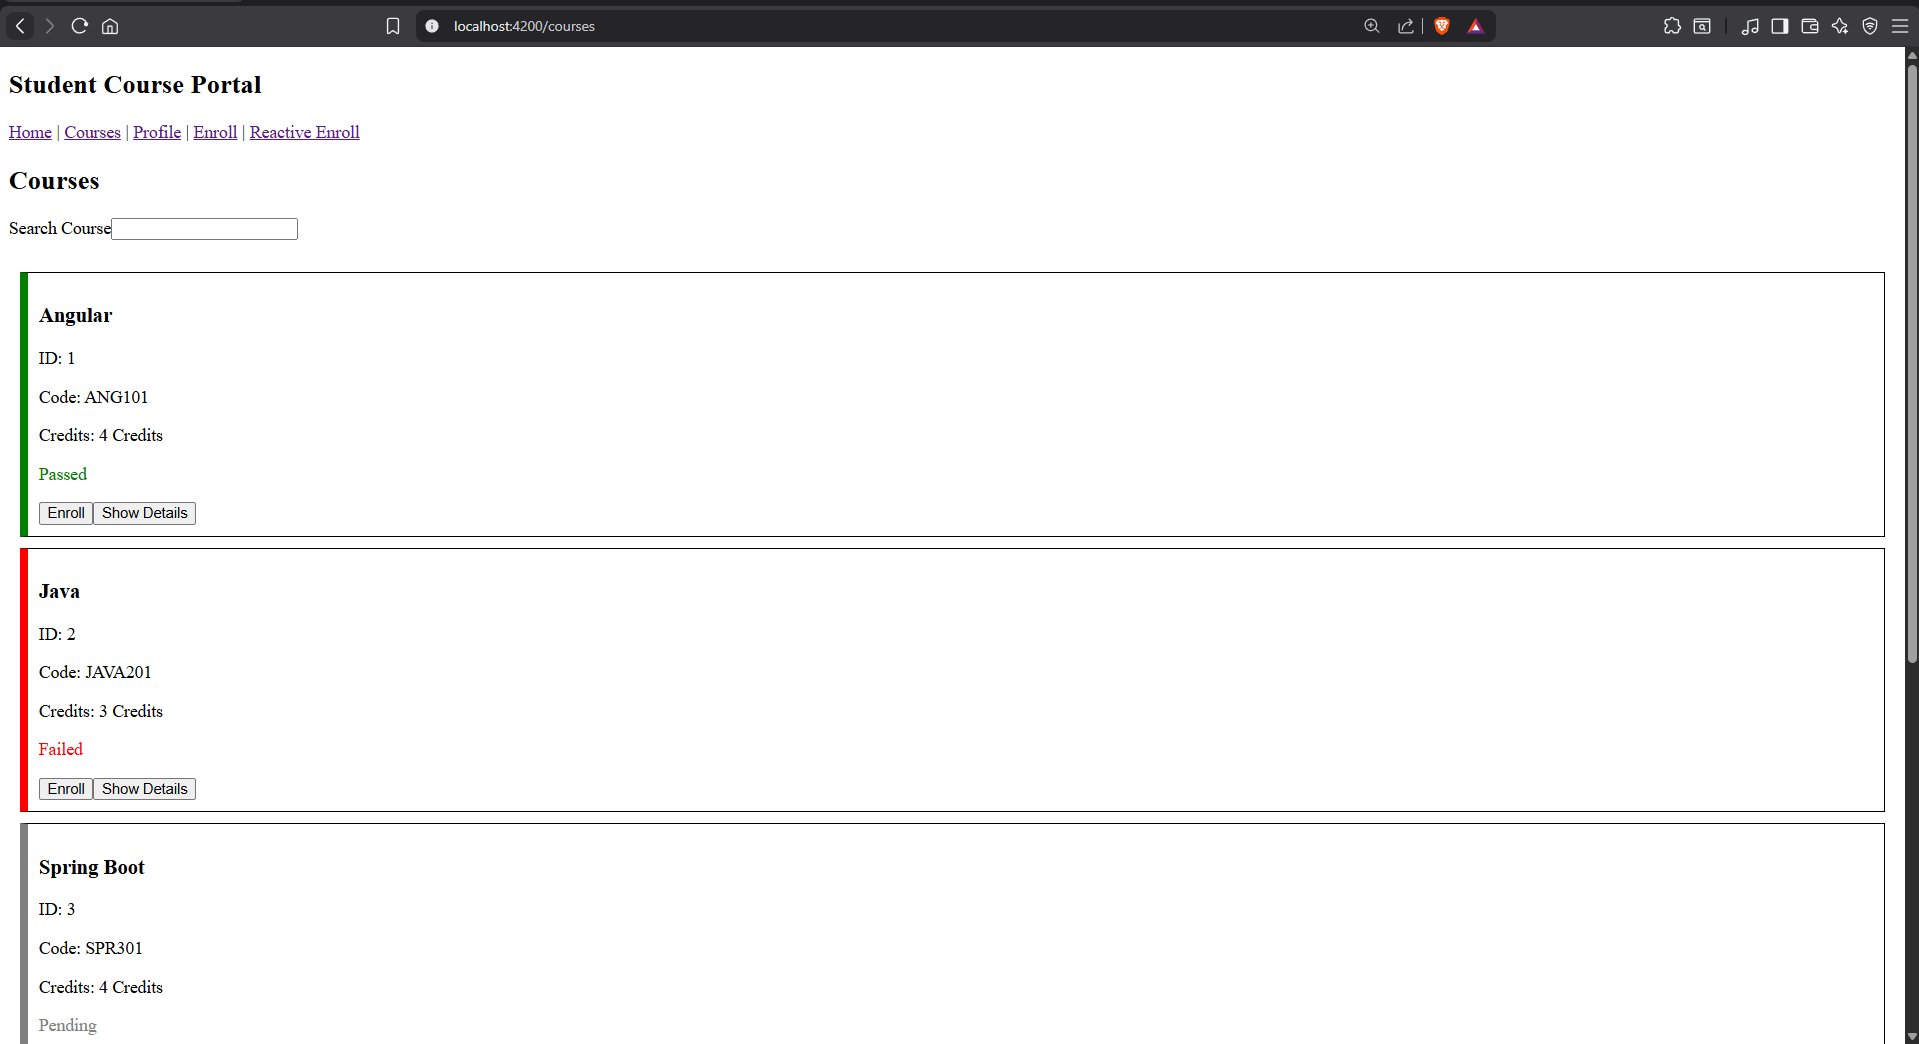 localhost:4200/courses
Student Course Portal
Home | Courses | Profile | Enroll | Reactive Enroll
Courses
Search Course
Angular
ID: 1
Code: ANG101
Credits: 4 Credits
Passed
Enroll Show Details
Java
ID: 2
Code: JAVA201
Credits: 3 Credits
Failed
Enroll Show Details
Spring Boot
ID: 3
Code: SPR301
Credits: 4 Credits
Pending